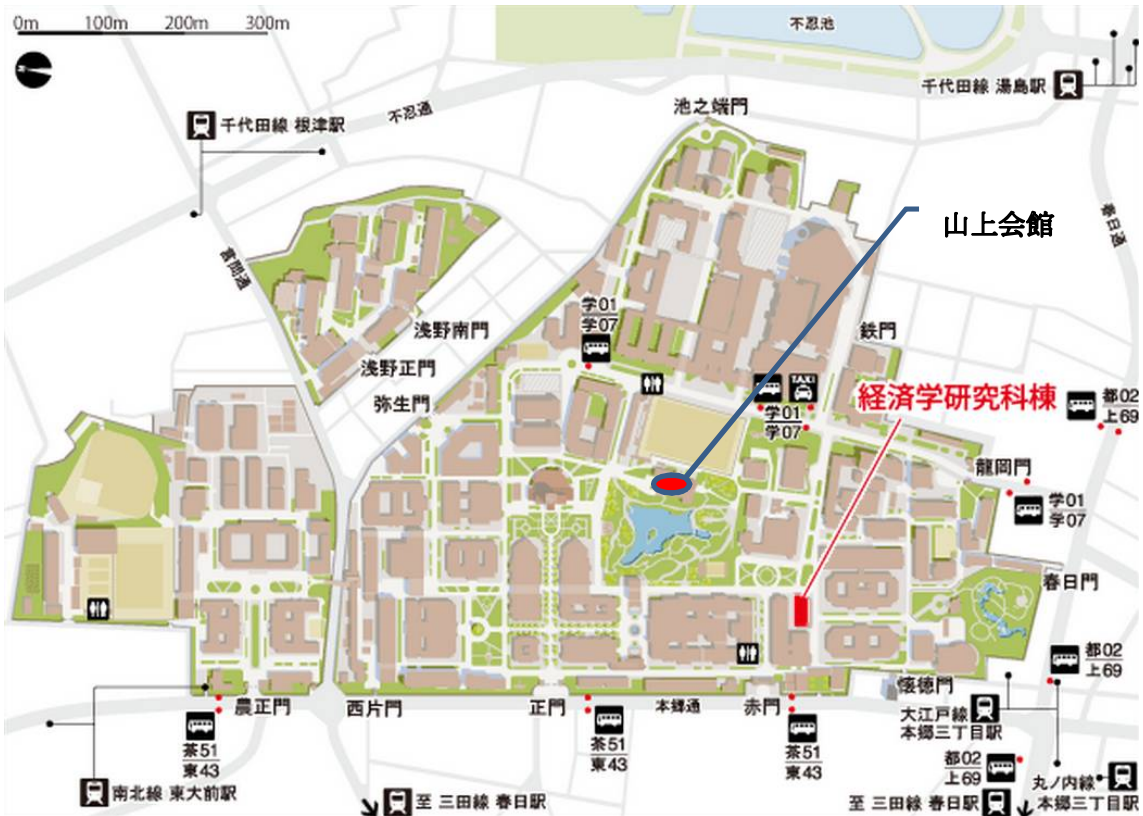 0m 100m 200m 300m
不忍池
千代田線 湯島駅
千代田線 根津駅
不忍通
池之端門
春日通
山上会館
言問通
学01
学07
浅野南門
鉄門
浅野正門
経済学研究科棟
都02
上69
弥生門
TAXI
学01
学07
龍岡門
学01
学07
春日門
都02
上69
懐徳門
農正門
西片門
正門
本郷通
赤門
大江戸線
本郷三丁目駅
茶51
東43
茶51
東43
茶51
東43
都02
上69
丸ノ内線
本郷三丁目駅
南北線 東大前駅
至 三田線 春日駅
至 三田線 春日駅